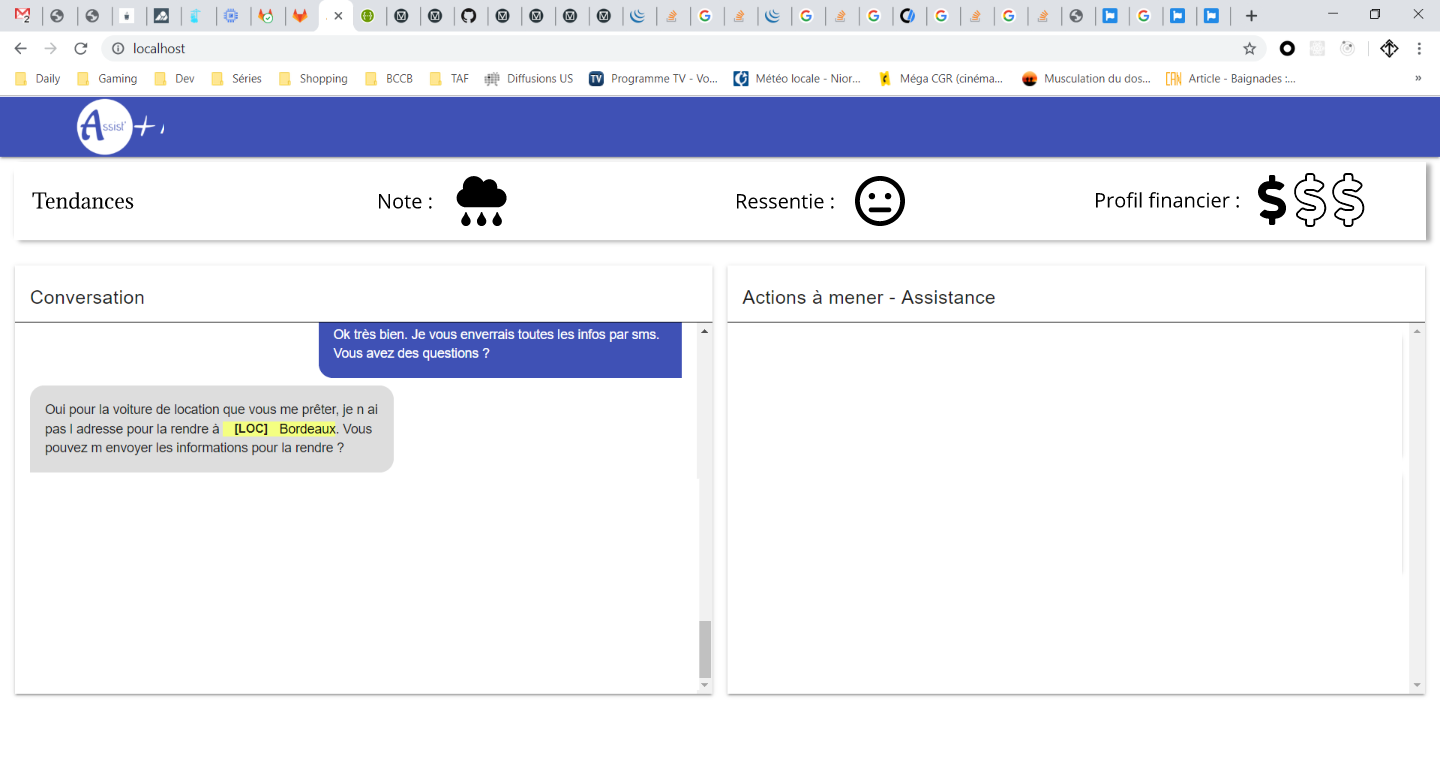 localhost
Daily
Gaming
Dev
Séries
Shopping
BCCB
TAF
Diffusions US
Programme TV - Vo...
Météo locale - Nior...
Méga CGR (cinéma...
Musculation du dos...
Article - Baignades :...
»
Assist'+
Tendances
Note :
Ressentie :
Profil financier :
Conversation
Ok très bien. Je vous enverrais toutes les infos par sms.
Vous avez des questions ?
Oui pour la voiture de location que vous me prêter, je n ai
pas l adresse pour la rendre à [LOC] Bordeaux. Vous
pouvez m envoyer les informations pour la rendre ?
Actions à mener - Assistance